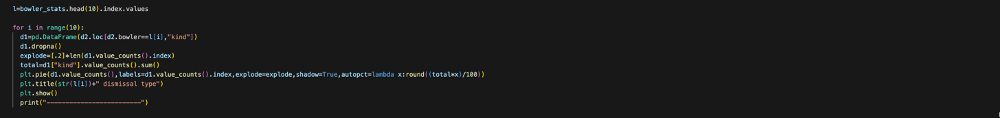 l=bowler_stats.head(10).index.values
for i in range(10):
d1=pd.DataFrame(d2.loc[d2.bowler==l[i],"kind"])
d1.dropna()
explode=[.2]*len(d1.value_counts().index)
total=d1["kind"].value_counts().sum()
plt.pie(d1.value_counts(),labels=d1.value_counts().index,explode=explode,shadow=True,autopct=lambda x:round((total*x)/100))
plt.title(str(l[i])+" dismissal type")
plt.show()
print("-------------------------")